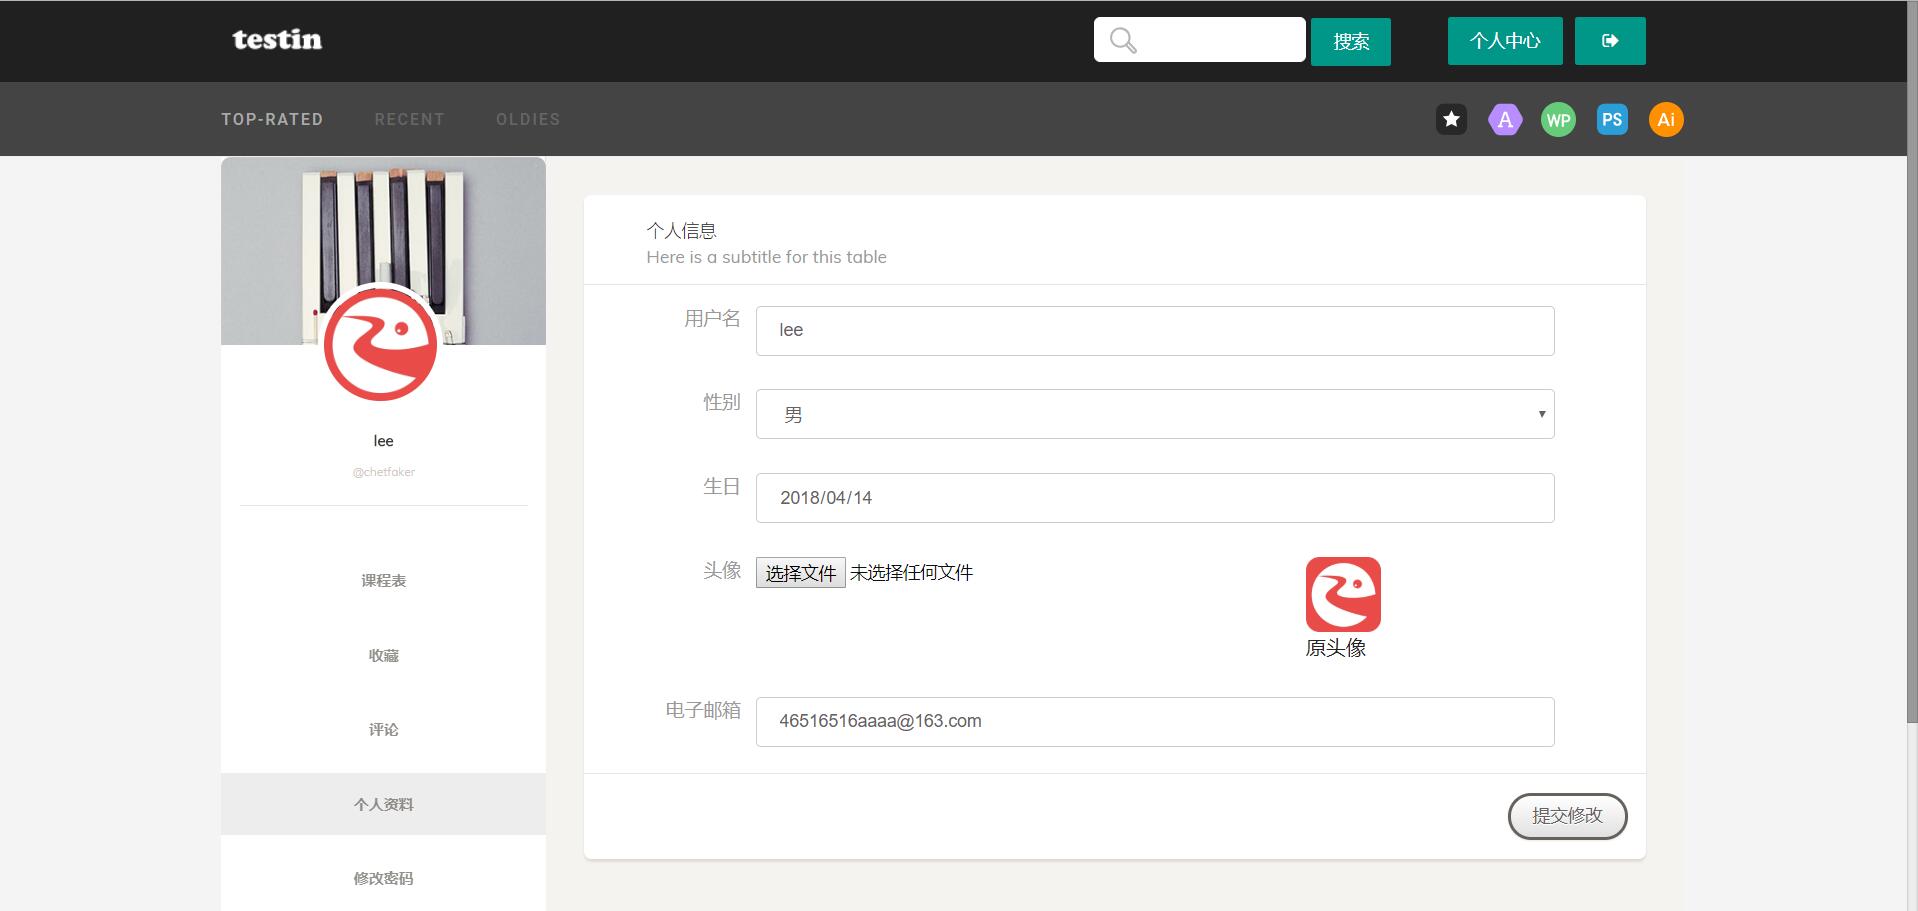 testin
搜索
个人中心
TOP-RATED
RECENT
OLDIES
A
WP
PS
Ai
lee
@chetfaker
课程表
收藏
评论
个人资料
修改密码
个人信息
Here is a subtitle for this table
用户名
lee
性别
男
生日
2018/04/14
头像
选择文件 未选择任何文件
原头像
电子邮箱
46516516aaaa@163.com
提交修改